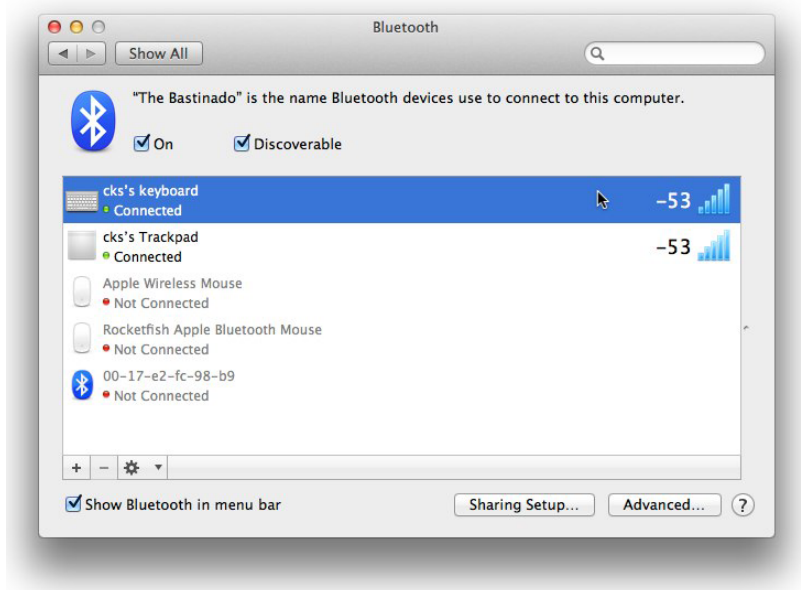 Bluetooth
Show All
"The Bastinado" is the name Bluetooth devices use to connect to this computer.
On Discoverable
cks's keyboard
Connected
-53
cks's Trackpad
Connected
-53
Apple Wireless Mouse
Not Connected
Rocketfish Apple Bluetooth Mouse
Not Connected
00-17-e2-fc-98-b9
Not Connected
+ -
Show Bluetooth in menu bar
Sharing Setup... Advanced... ?